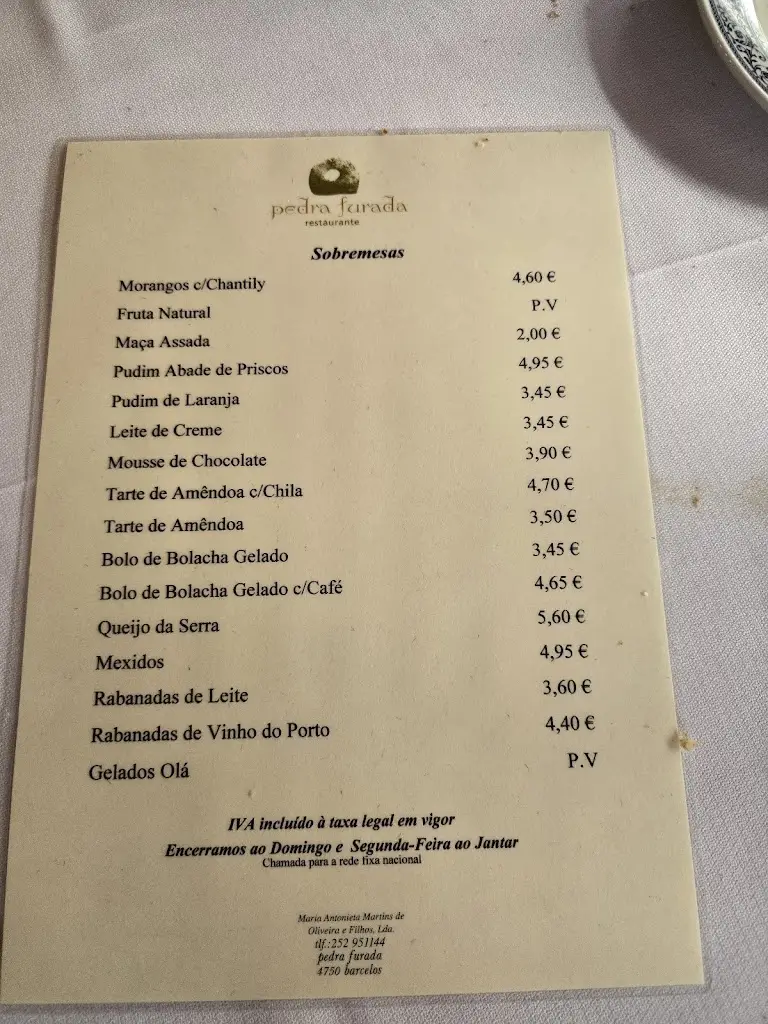 pedra furada
restaurante
Sobremesas
Morangos c/Chantily 4,60 €
Fruta Natural P.V
Maça Assada 2,00 €
Pudim Abade de Priscos 4,95 €
Pudim de Laranja 3,45 €
Leite de Creme 3,45 €
Mousse de Chocolate 3,90 €
Tarte de Amêndoa c/Chila 4,70 €
Tarte de Amêndoa 3,50 €
Bolo de Bolacha Gelado 3,45 €
Bolo de Bolacha Gelado c/Café 4,65 €
Queijo da Serra 5,60 €
Mexidos 4,95 €
Rabanadas de Leite 3,60 €
Rabanadas de Vinho do Porto 4,40 €
Gelados Olá P.V
IVA incluído à taxa legal em vigor
Encerramos ao Domingo e Segunda-Feira ao Jantar
Chamada para a rede fixa nacional
Maria Antonieta Martins de
Oliveira e Filhos, Lda.
tlf.:252 951144
pedra furada
4750 barcelos